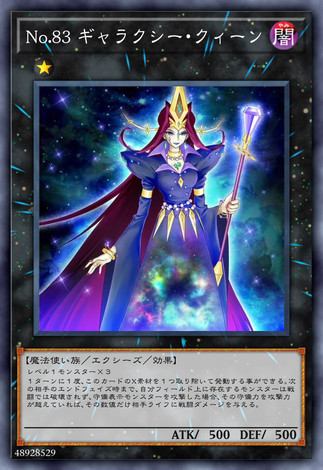 No.83 ギャラクシー・クィーン
やみ
闇
【魔法使い族／エクシーズ／効果】
レベル１モンスター×３
１ターンに１度、このカードのX素材を１つ取り除いて発動する事ができる。次
の相手のエンドフェイズ時まで、自分フィールド上に存在するモンスターは戦
闘では破壊されず、守備表示モンスターを攻撃した場合、その守備力を攻撃力
が超えていれば、その数値だけ相手ライフに戦闘ダメージを与える。
ATK/ 500 DEF/ 500
48928529